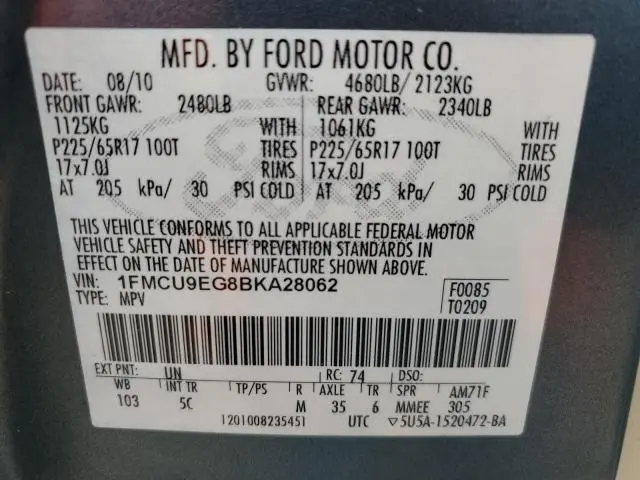 MFD. BY FORD MOTOR CO.
DATE: 08/10 GVWR: 4680LB/ 2123KG
FRONT GAWR: 2480LB REAR GAWR: 2340LB
1125KG WITH 1061KG WITH
P225/65R17 100T TIRES P225/65R17 100T TIRES
17x7.0J RIMS 17x7.0J RIMS
AT 205 kPa/ 30 PSI COLD AT 205 kPa/ 30 PSI COLD
THIS VEHICLE CONFORMS TO ALL APPLICABLE FEDERAL MOTOR
VEHICLE SAFETY AND THEFT PREVENTION STANDARDS IN
EFFECT ON THE DATE OF MANUFACTURE SHOWN ABOVE.
VIN: 1FMCU9EG8BKA28062 F0085
TYPE: MPV T0209
EXT PNT: UN RC: 74 DSO:
WB INT TR TP/PS R AXLE TR SPR AM71F
103 5C M 35 6 MMEE 305
1201008235451 UTC ▽5U5A-1520472-BA